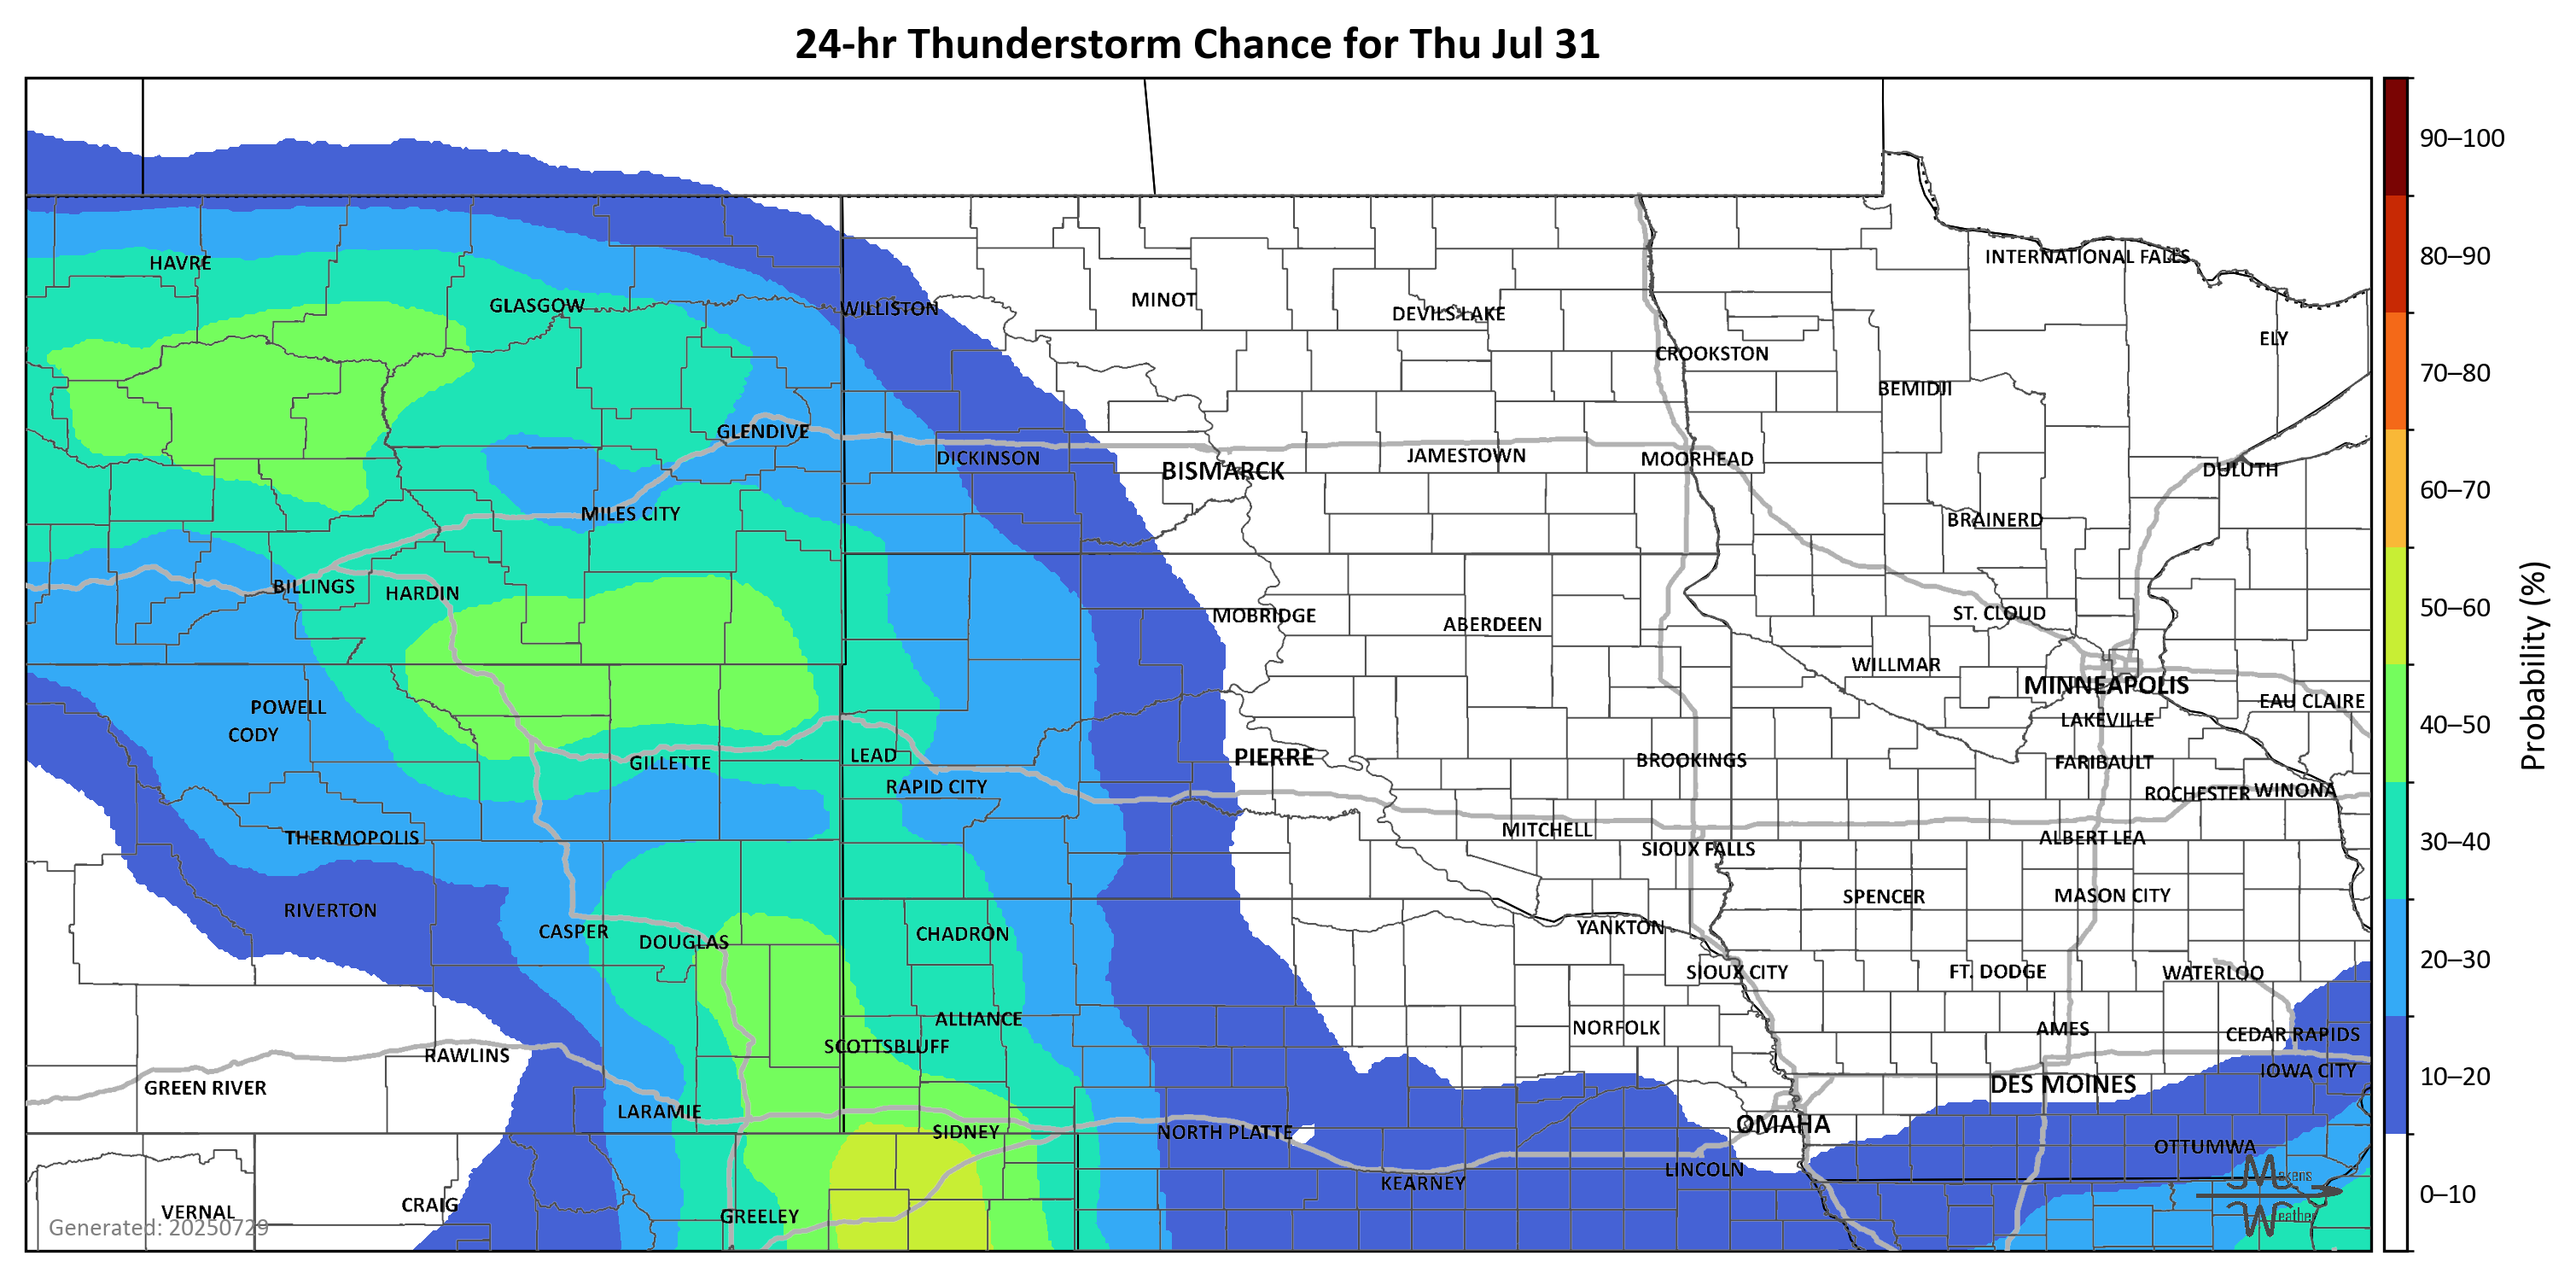 24-hr Thunderstorm Chance for Thu Jul 31
90–100
80–90
70–80
60–70
50–60
40–50
30–40
20–30
10–20
0–10
Probability (%)
INTERNATIONAL FALLS
HAVRE
GLASGOW
WILLISTON
MINOT
DEVILS LAKE
ELY
CROOKSTON
BEMIDJI
GLENDIVE
DICKINSON
BISMARCK
JAMESTOWN
MOORHEAD
DULUTH
MILES CITY
BRAINERD
BILLINGS
HARDIN
MOBRIDGE
ABERDEEN
ST. CLOUD
WILLMAR
MINNEAPOLIS
EAU CLAIRE
POWELL
LAKEVILLE
CODY
LEAD
GILLETTE
PIERRE
BROOKINGS
FARIBAULT
RAPID CITY
ROCHESTER
WINONA
THERMOPOLIS
MITCHELL
ALBERT LEA
SIOUX FALLS
RIVERTON
SPENCER
MASON CITY
CASPER
DOUGLAS
CHADRON
YANKTON
SIOUX CITY
FT. DODGE
WATERLOO
ALLIANCE
NORFOLK
AMES
CEDAR RAPIDS
SCOTTSBLUFF
RAWLINS
IOWA CITY
GREEN RIVER
DES MOINES
LARAMIE
SIDNEY
NORTH PLATTE
OMAHA
OTTUMWA
LINCOLN
KEARNEY
CRAIG
VERNAL
GREELEY
Generated: 20250729
Makens
Weather